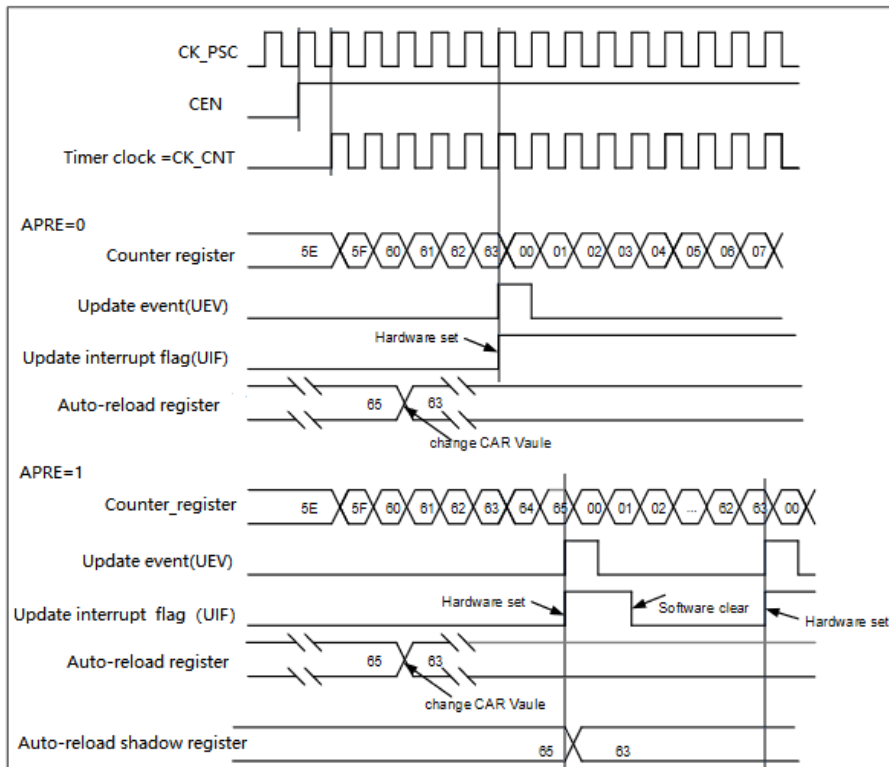 CK_PSC
CEN
Timer clock =CK_CNT
APRE=0
Counter register 5E 5F 60 61 62 63 00 01 02 03 04 05 06 07
Update event(UEV)
Hardware set
Update interrupt flag(UIF)
Auto-reload register 65 63
change CAR Vaule
APRE=1
Counter_register 5E 5F 60 61 62 63 64 65 00 01 02 ... 62 63 00
Update event(UEV)
Hardware set Software clear
Update interrupt flag (UIF) Hardware set
Auto-reload register 65 63
change CAR Vaule
Auto-reload shadow register 65 63